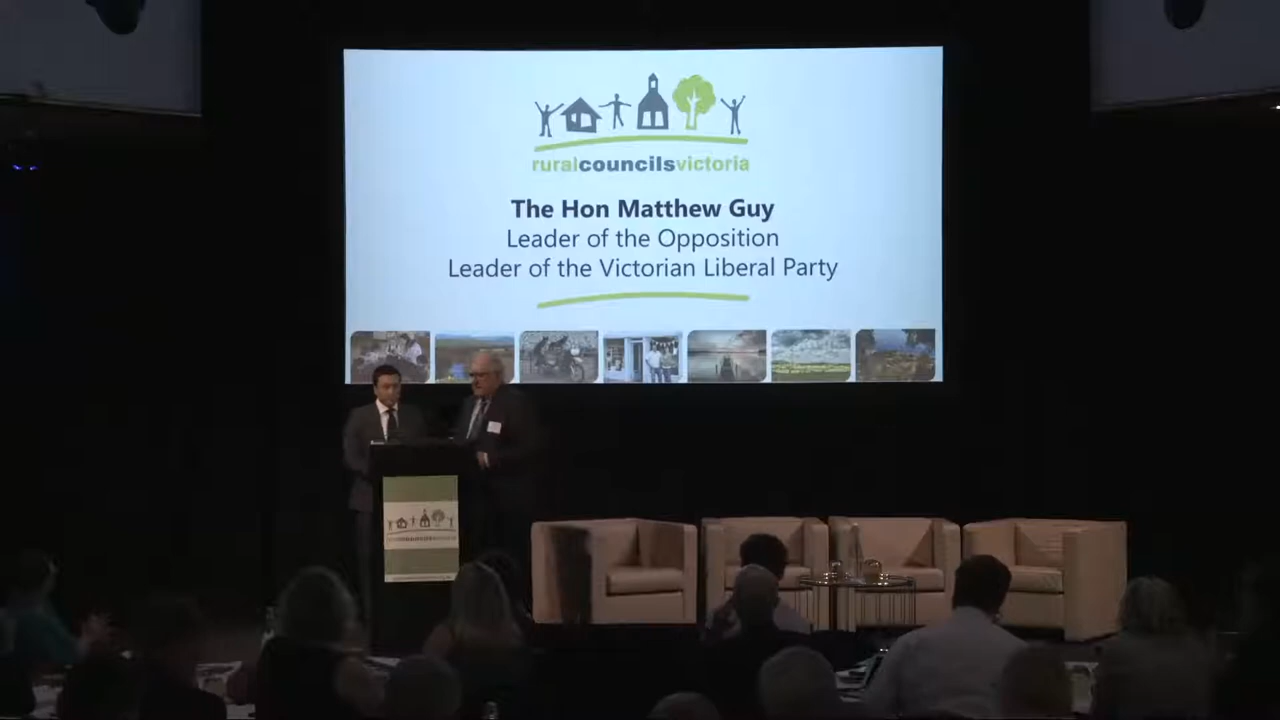 ruralcouncilsvictoria
The Hon Matthew Guy
Leader of the Opposition
Leader of the Victorian Liberal Party